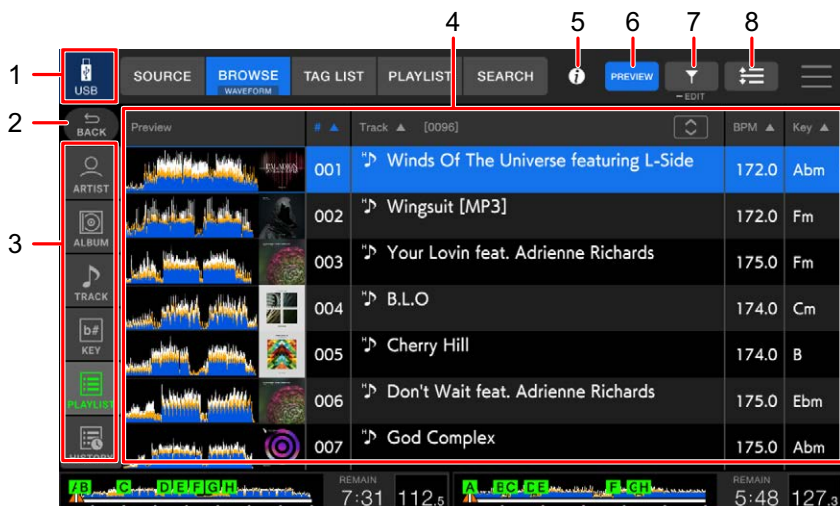 4 5 6 7 8
1 USB SOURCE BROWSE TAG LIST PLAYLIST SEARCH i PREVIEW
WAVEFORM
EDIT
2 BACK Preview # ▲ Track ▲ [0096] BPM ▲ Key ▲
3
ARTIST
ALBUM
TRACK
b#
KEY
PLAYLIST
HISTORY
001 Winds Of The Universe featuring L-Side 172.0 Abm
002 Wingsuit [MP3] 172.0 Fm
003 Your Lovin feat. Adrienne Richards 175.0 Fm
004 B.L.O 174.0 Cm
005 Cherry Hill 174.0 B
006 Don't Wait feat. Adrienne Richards 175.0 Ebm
007 God Complex 175.0 Abm
A B C D E F G H REMAIN 7:31 112.5
A B C D E F G H REMAIN 5:48 127.3